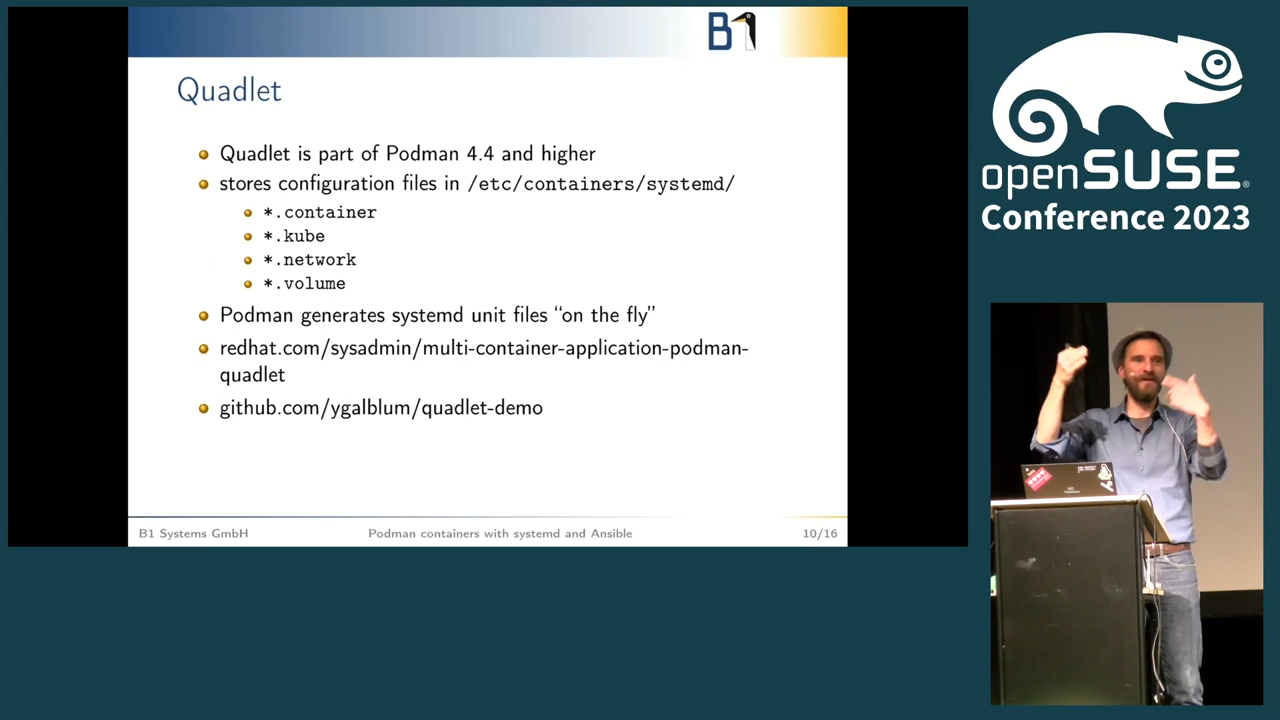 B1
Quadlet
Quadlet is part of Podman 4.4 and higher
stores configuration files in /etc/containers/systemd/
*.container
*.kube
*.network
*.volume
Podman generates systemd unit files “on the fly”
redhat.com/sysadmin/multi-container-application-podman-
quadlet
github.com/ygalblum/quadlet-demo
B1 Systems GmbH
Podman containers with systemd and Ansible
10/16
openSUSE®
Conference 2023